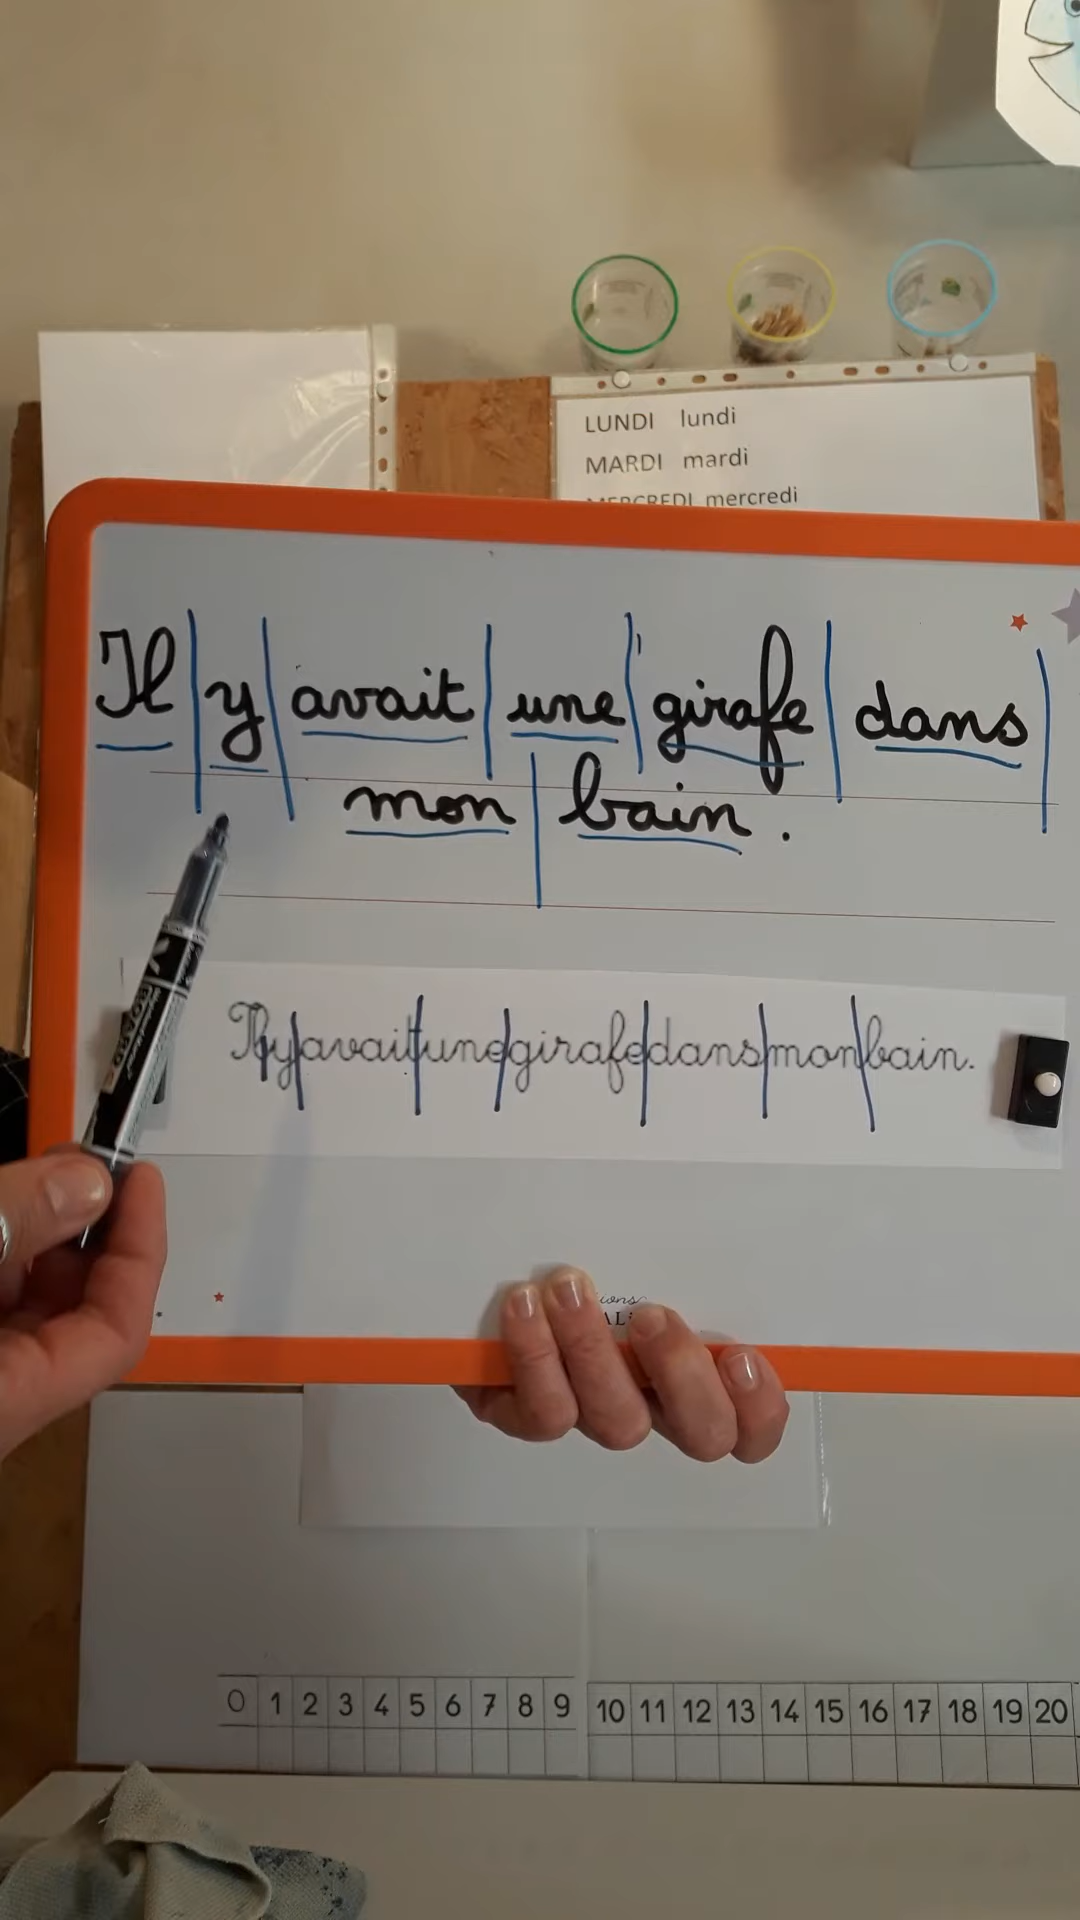 LUNDI lundi
MARDI mardi
MERCREDI mercredi
Il y avait une girafe dans
mon bain.
Ilyavaitunegirafedansmonbain.
0 1 2 3 4 5 6 7 8 9 10 11 12 13 14 15 16 17 18 19 20